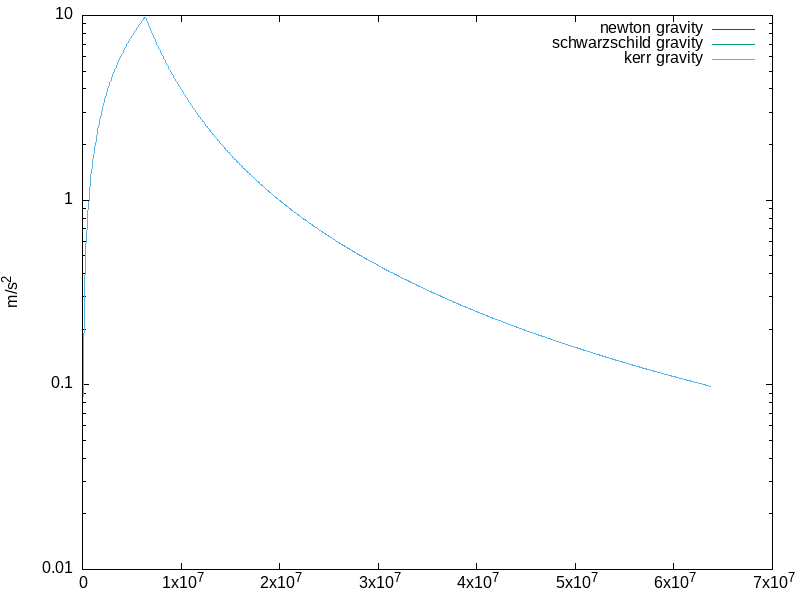 10
newton gravity
schwarzschild gravity
kerr gravity
1
m/s²
0.1
0.01
0 1x10⁷ 2x10⁷ 3x10⁷ 4x10⁷ 5x10⁷ 6x10⁷ 7x10⁷